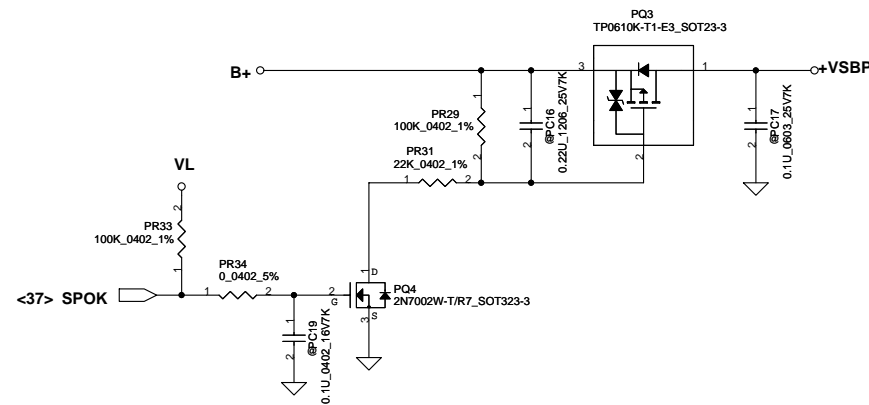 PQ3
TP0610K-T1-E3_SOT23-3
B+
3
1
+VSBP
1
PR29
100K_0402_1%
2
1
2
@PC16
0.22U_1206_25V7K
2
1
2
@PC17
0.1U_0603_25V7K
PR31
22K_0402_1%
1
2
VL
2
PR33
100K_0402_1%
1
PR34
0_0402_5%
<37> SPOK
1
2
2
G
1
D
3
S
PQ4
2N7002W-T/R7_SOT323-3
1
2
@PC19
0.1U_0402_16V7K